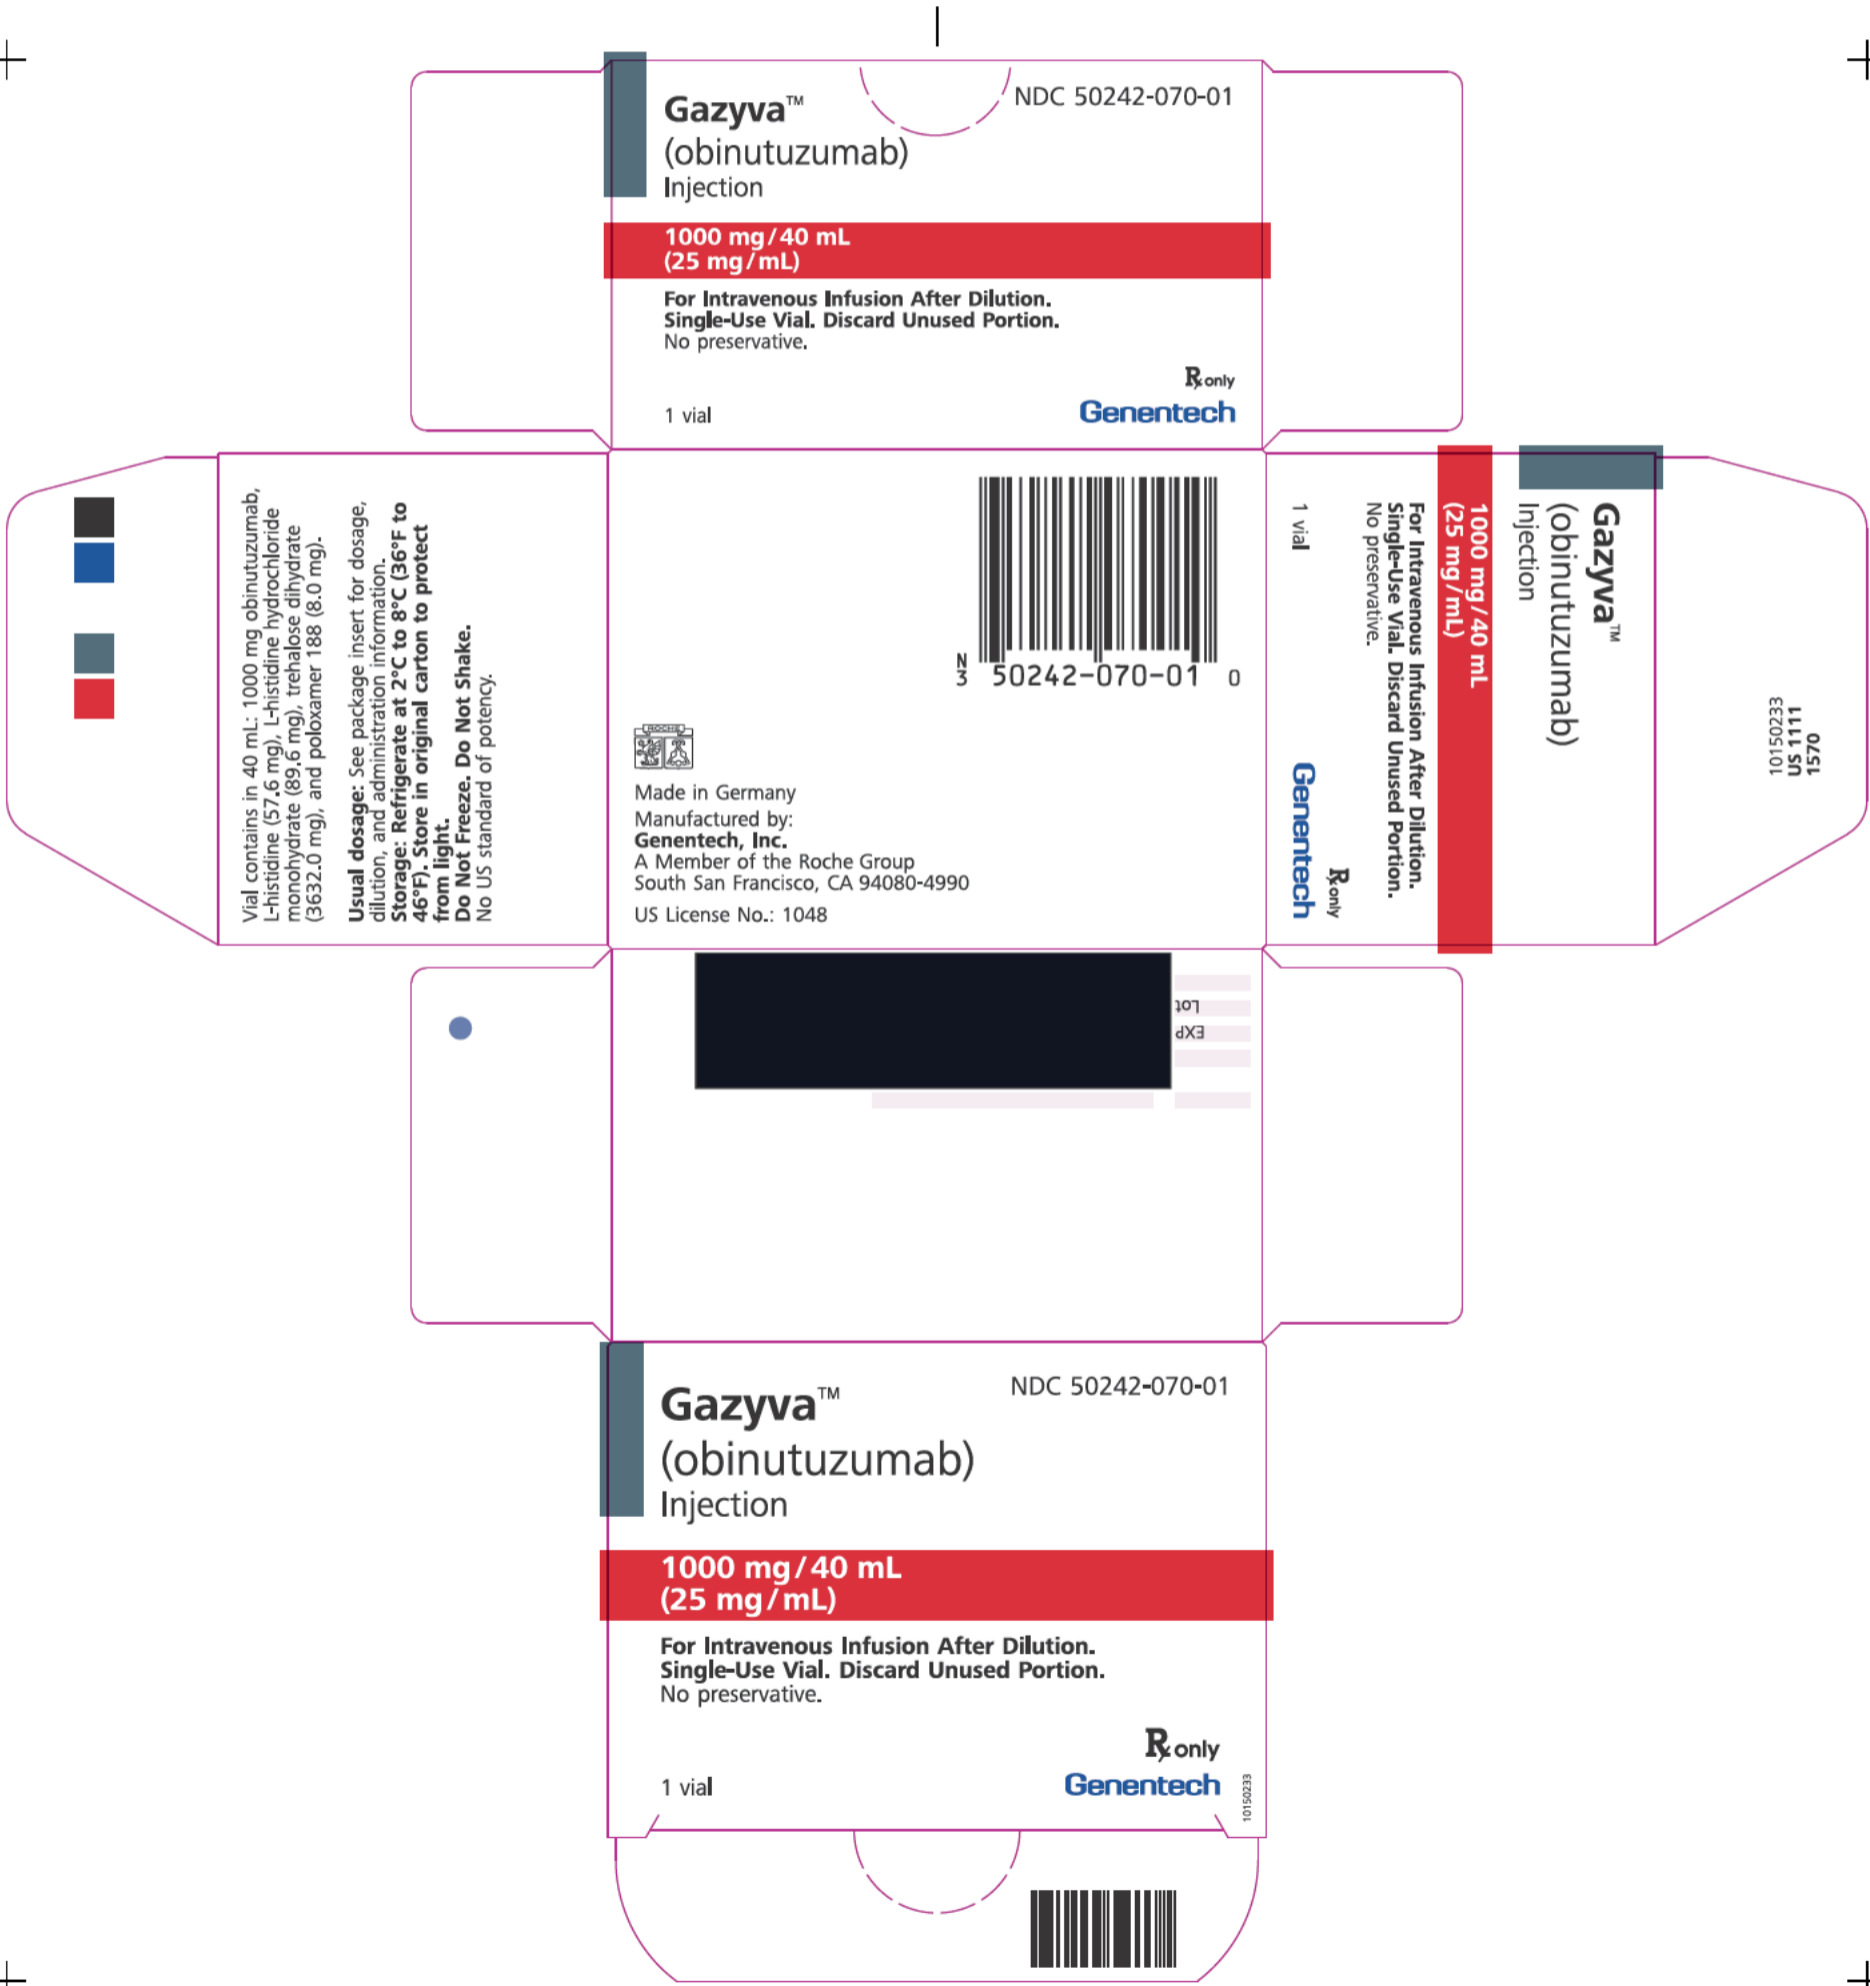 Gazyva™
(obinutuzumab)
Injection
NDC 50242-070-01
1000 mg/40 mL
(25 mg/mL)
For Intravenous Infusion After Dilution.
Single-Use Vial. Discard Unused Portion.
No preservative.
1 vial
Rx only
Genentech
Vial contains in 40 mL: 1000 mg obinutuzumab,
L-histidine (57.6 mg), L-histidine hydrochloride
monohydrate (89.6 mg), trehalose dihydrate
(3632.0 mg), and poloxamer 188 (8.0 mg).
Usual dosage: See package insert for dosage,
dilution, and administration information.
Storage: Refrigerate at 2°C to 8°C (36°F to
46°F). Store in original carton to protect
from light.
Do Not Freeze. Do Not Shake.
No US standard of potency.
N
3 50242-070-01 0
ROCHE
Made in Germany
Manufactured by:
Genentech, Inc.
A Member of the Roche Group
South San Francisco, CA 94080-4990
US License No.: 1048
Gazyva™
(obinutuzumab)
Injection
1000 mg/40 mL
(25 mg/mL)
For Intravenous Infusion After Dilution.
Single-Use Vial. Discard Unused Portion.
No preservative.
1 vial
Rx only
Genentech
10150233
US 1111
1570
Lot
EXP
Gazyva™
(obinutuzumab)
Injection
NDC 50242-070-01
1000 mg/40 mL
(25 mg/mL)
For Intravenous Infusion After Dilution.
Single-Use Vial. Discard Unused Portion.
No preservative.
1 vial
Rx only
Genentech
10150233